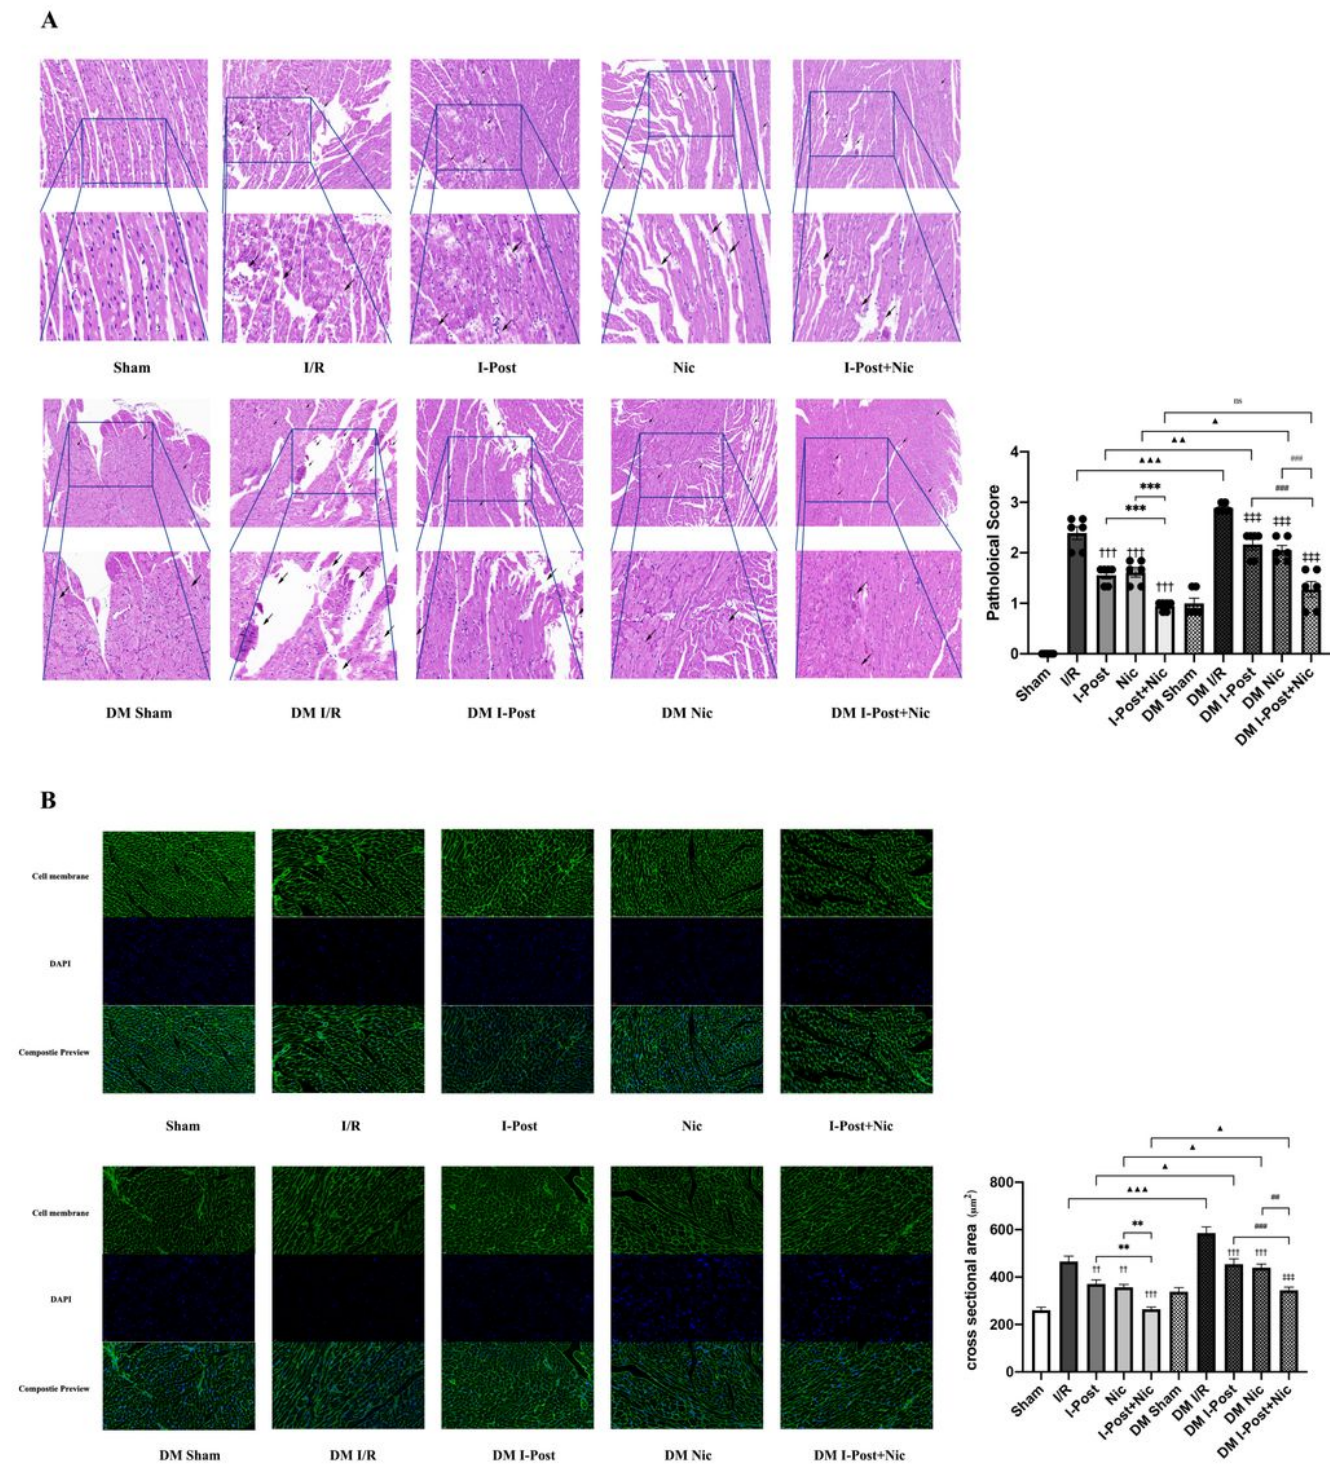 A
Sham I/R I-Post Nic I-Post+Nic
DM Sham DM I/R DM I-Post DM Nic DM I-Post+Nic
ns
▲
▲▲
▲▲▲
###
###
***
***
††† ††† ††† ‡‡‡ ‡‡‡ ‡‡‡
Patholoical Score
4
3
2
1
0
Sham I/R I-Post Nic I-Post+Nic DM Sham DM I/R DM I-Post DM Nic DM I-Post+Nic
B
Cell membrane
DAPI
Compostie Preview
Sham I/R I-Post Nic I-Post+Nic
Cell membrane
DAPI
Compostie Preview
DM Sham DM I/R DM I-Post DM Nic DM I-Post+Nic
▲
▲
▲
▲▲▲
##
###
**
**
†† †† ††† ††† ††† ‡‡‡
cross sectional area (μm²)
800
600
400
200
0
Sham I/R I-Post Nic I-Post+Nic DM Sham DM I/R DM I-Post DM Nic DM I-Post+Nic